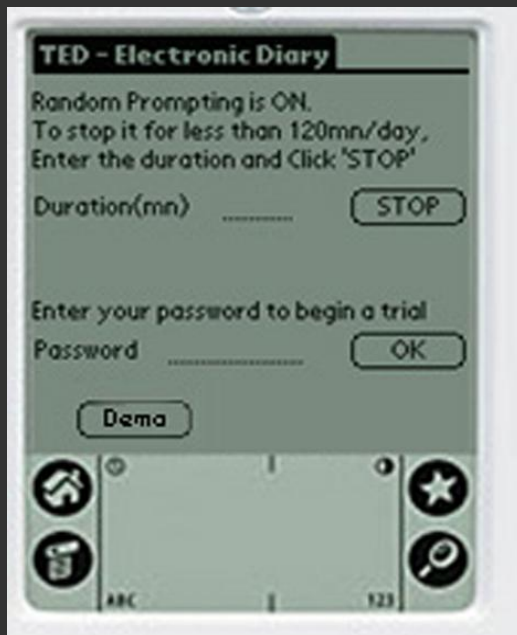 TED - Electronic Diary
Random Prompting is ON.
To stop it for less than 120mn/day,
Enter the duration and Click 'STOP'
Duration(mn) STOP
Enter your password to begin a trial
Password OK
Demo
ABC 123